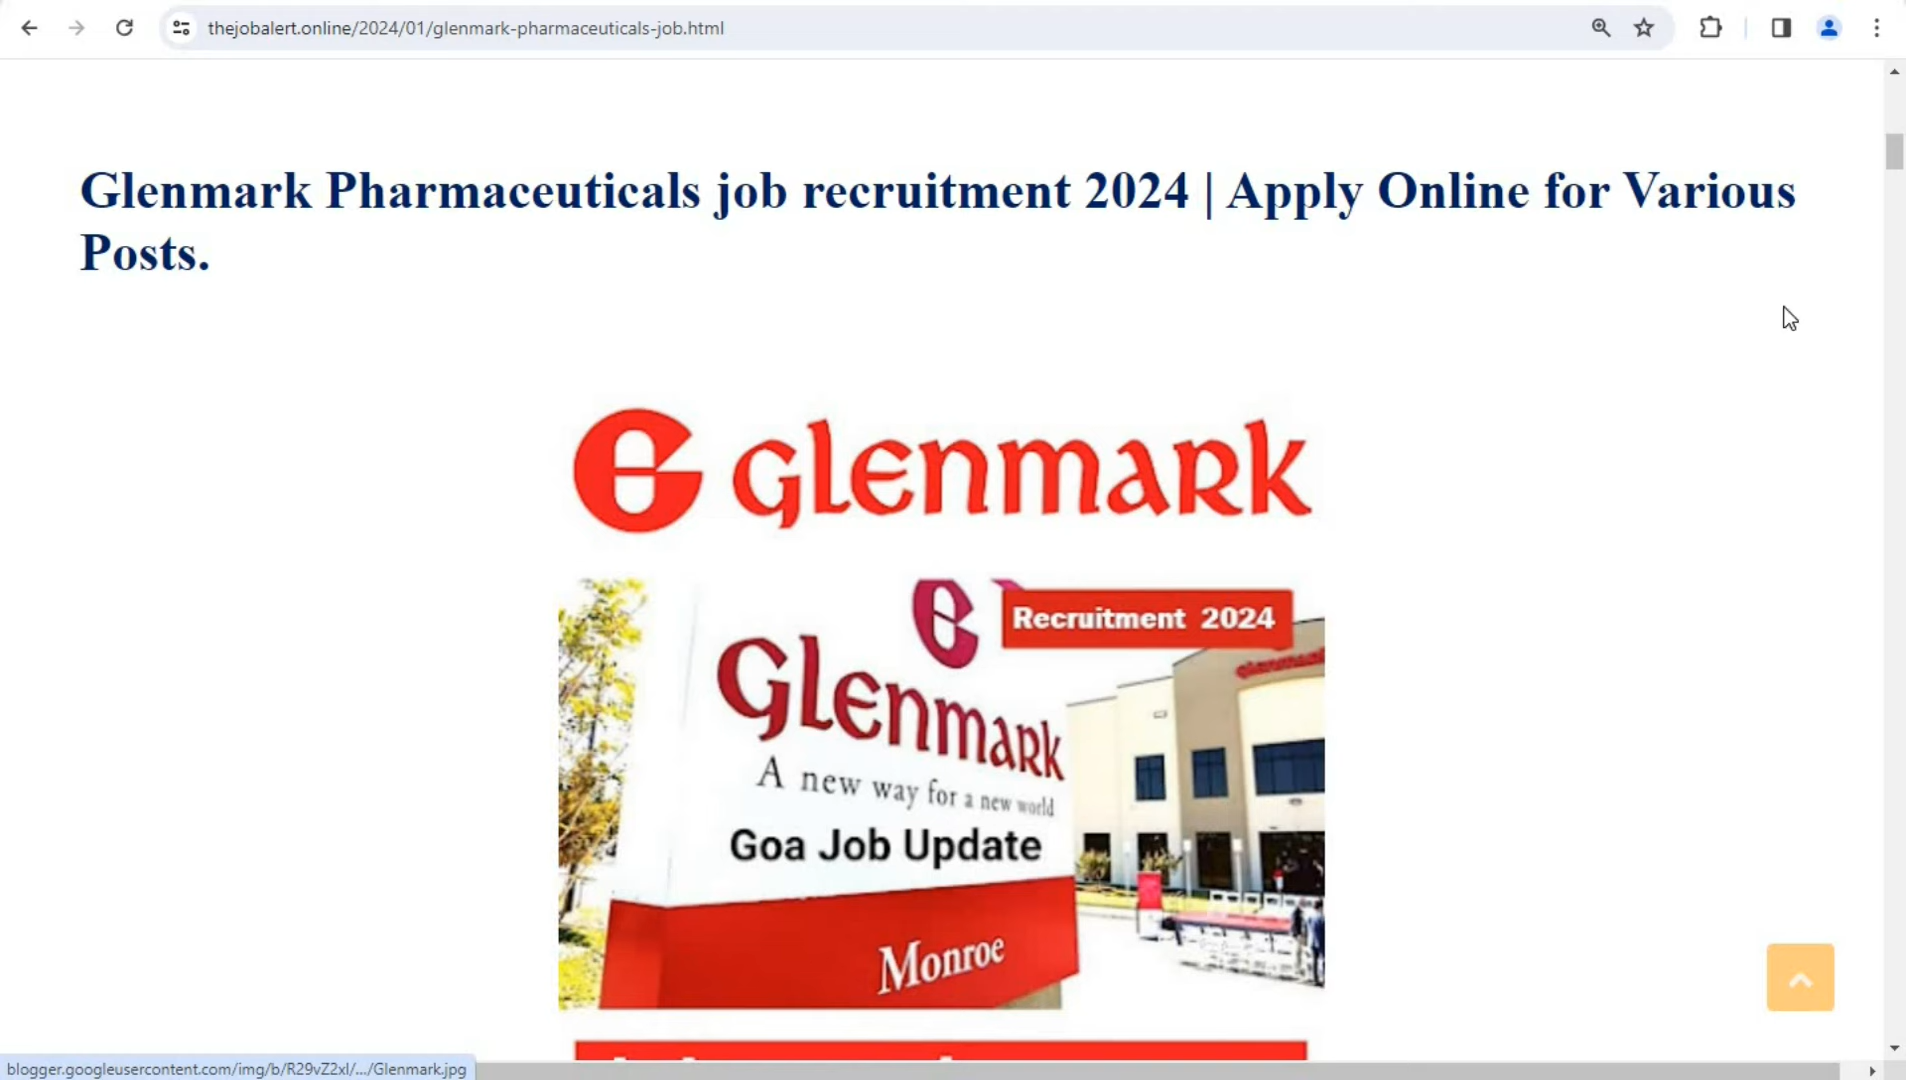 thejobalert.online/2024/01/glenmark-pharmaceuticals-job.html
Glenmark Pharmaceuticals job recruitment 2024 | Apply Online for Various
Posts.
glenmark
Recruitment 2024
glenmark
Glenmark
A new way for a new world
Goa Job Update
Monroe
blogger.googleusercontent.com/img/b/R29vZ2xl/.../Glenmark.jpg